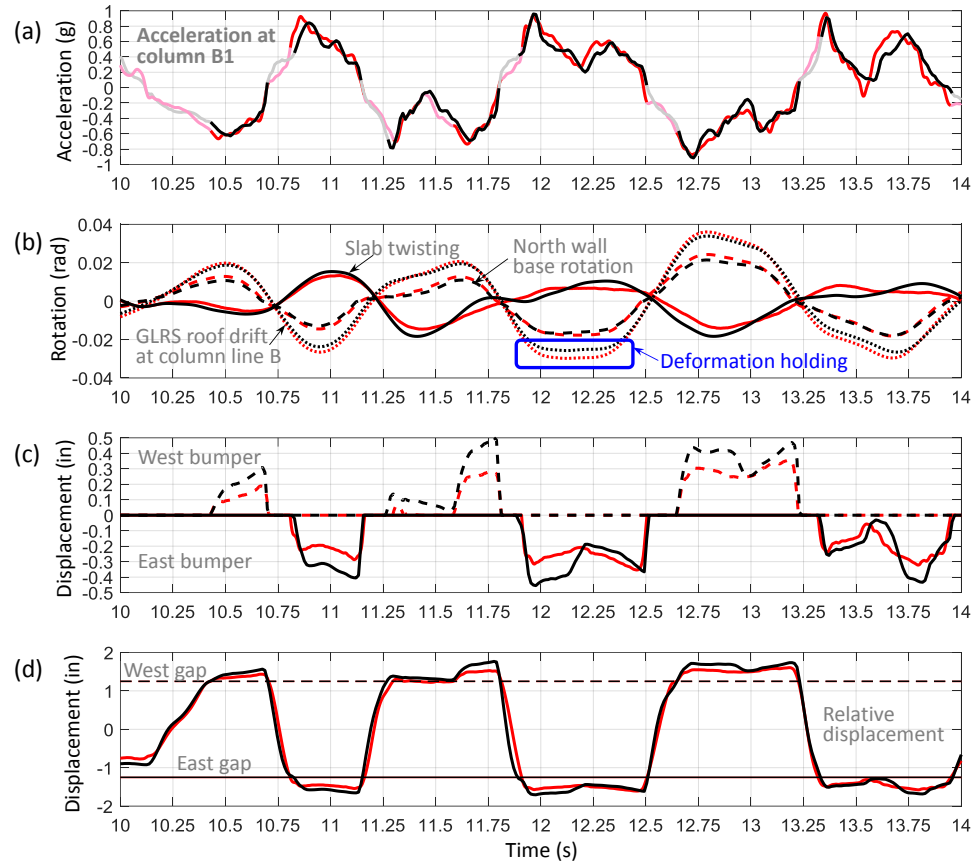 (a)
Acceleration (g)
1
0.8
0.6
0.4
0.2
0
-0.2
-0.4
-0.6
-0.8
-1
Acceleration at
column B1
10 10.25 10.5 10.75 11 11.25 11.5 11.75 12 12.25 12.5 12.75 13 13.25 13.5 13.75 14
(b)
Rotation (rad)
0.04
0.02
0
-0.02
-0.04
Slab twisting
North wall
base rotation
GLRS roof drift
at column line B
Deformation holding
10 10.25 10.5 10.75 11 11.25 11.5 11.75 12 12.25 12.5 12.75 13 13.25 13.5 13.75 14
(c)
Displacement (in)
0.5
0.4
0.3
0.2
0.1
0
-0.1
-0.2
-0.3
-0.4
-0.5
West bumper
East bumper
10 10.25 10.5 10.75 11 11.25 11.5 11.75 12 12.25 12.5 12.75 13 13.25 13.5 13.75 14
(d)
Displacement (in)
2
1
0
-1
-2
West gap
East gap
Relative
displacement
10 10.25 10.5 10.75 11 11.25 11.5 11.75 12 12.25 12.5 12.75 13 13.25 13.5 13.75 14
Time (s)